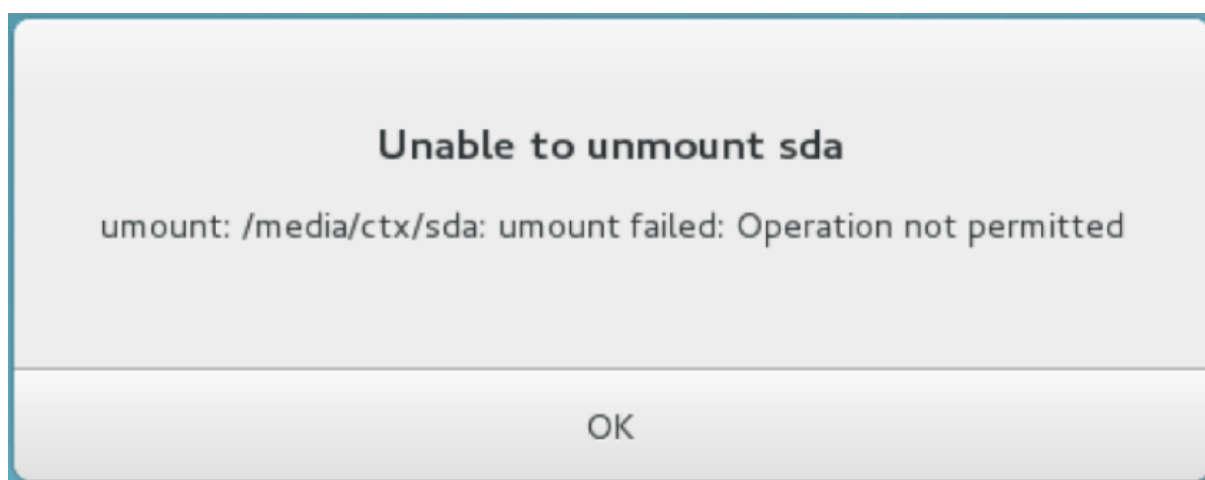 Unable to unmount sda
umount: /media/ctx/sda: umount failed: Operation not permitted
OK